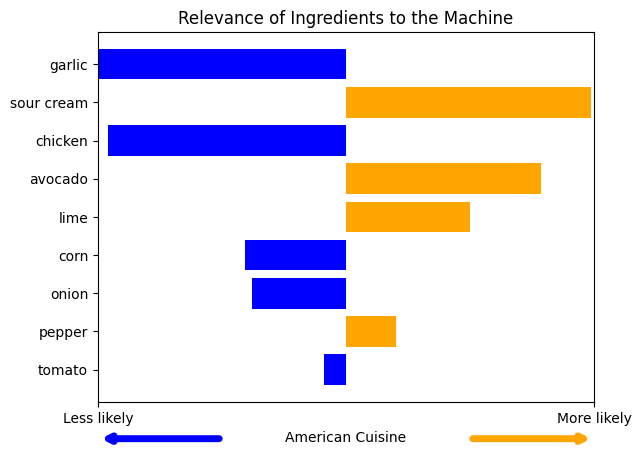 Relevance of Ingredients to the Machine
garlic
sour cream
chicken
avocado
lime
corn
onion
pepper
tomato
Less likely
More likely
American Cuisine